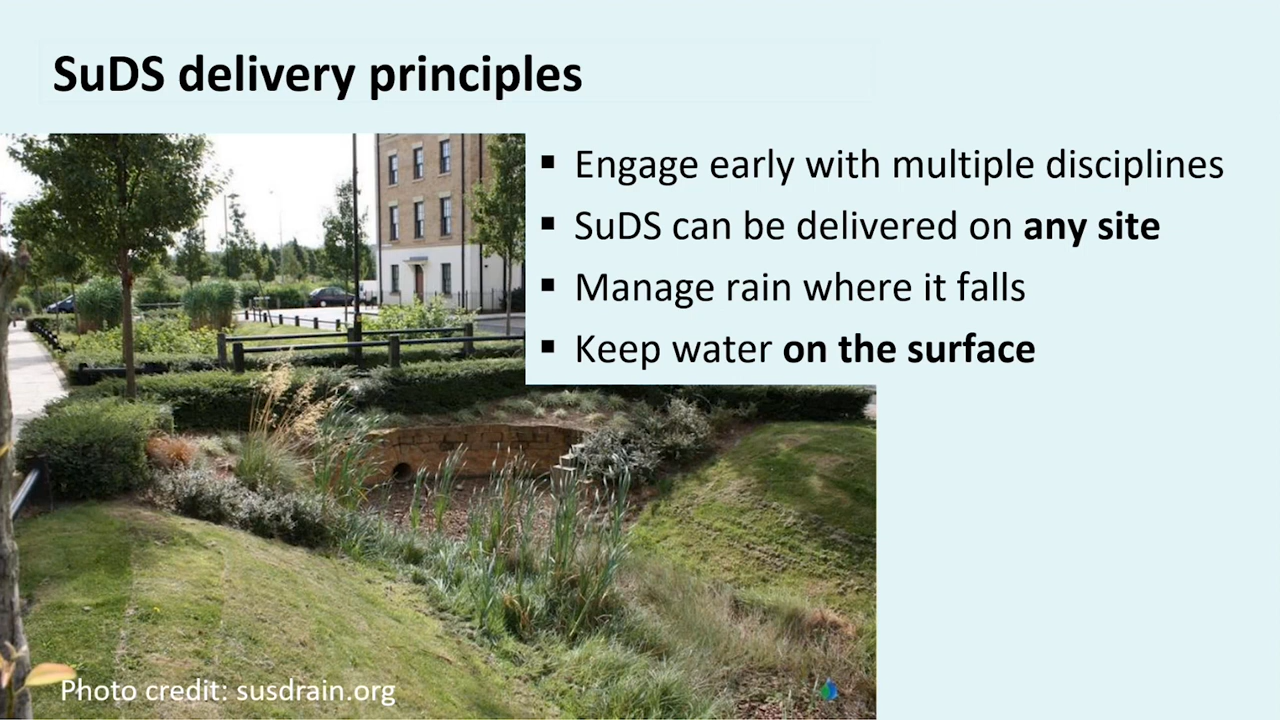 SuDS delivery principles
▪ Engage early with multiple disciplines
▪ SuDS can be delivered on any site
▪ Manage rain where it falls
▪ Keep water on the surface
Photo credit: susdrain.org